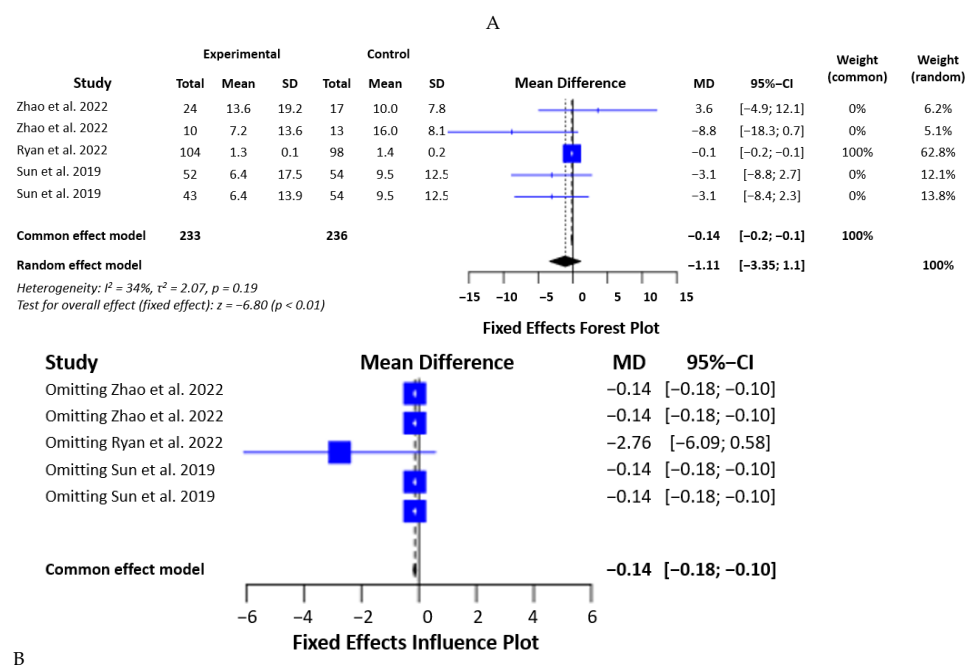 A
Experimental Control Weight (common) Weight (random)
Study Total Mean SD Total Mean SD Mean Difference MD 95%−CI
Zhao et al. 2022 24 13.6 19.2 17 10.0 7.8 3.6 [−4.9; 12.1] 0% 6.2%
Zhao et al. 2022 10 7.2 13.6 13 16.0 8.1 −8.8 [−18.3; 0.7] 0% 5.1%
Ryan et al. 2022 104 1.3 0.1 98 1.4 0.2 −0.1 [−0.2; −0.1] 100% 62.8%
Sun et al. 2019 52 6.4 17.5 54 9.5 12.5 −3.1 [−8.8; 2.7] 0% 12.1%
Sun et al. 2019 43 6.4 13.9 54 9.5 12.5 −3.1 [−8.4; 2.3] 0% 13.8%
Common effect model 233 236 −0.14 [−0.2; −0.1] 100%
Random effect model −1.11 [−3.35; 1.1] 100%
Heterogeneity: I² = 34%, τ² = 2.07, p = 0.19
Test for overall effect (fixed effect): z = −6.80 (p < 0.01)
−15 −10 −5 0 5 10 15
Fixed Effects Forest Plot
Study Mean Difference MD 95%−CI
Omitting Zhao et al. 2022 −0.14 [−0.18; −0.10]
Omitting Zhao et al. 2022 −0.14 [−0.18; −0.10]
Omitting Ryan et al. 2022 −2.76 [−6.09; 0.58]
Omitting Sun et al. 2019 −0.14 [−0.18; −0.10]
Omitting Sun et al. 2019 −0.14 [−0.18; −0.10]
Common effect model −0.14 [−0.18; −0.10]
−6 −4 −2 0 2 4 6
Fixed Effects Influence Plot
B